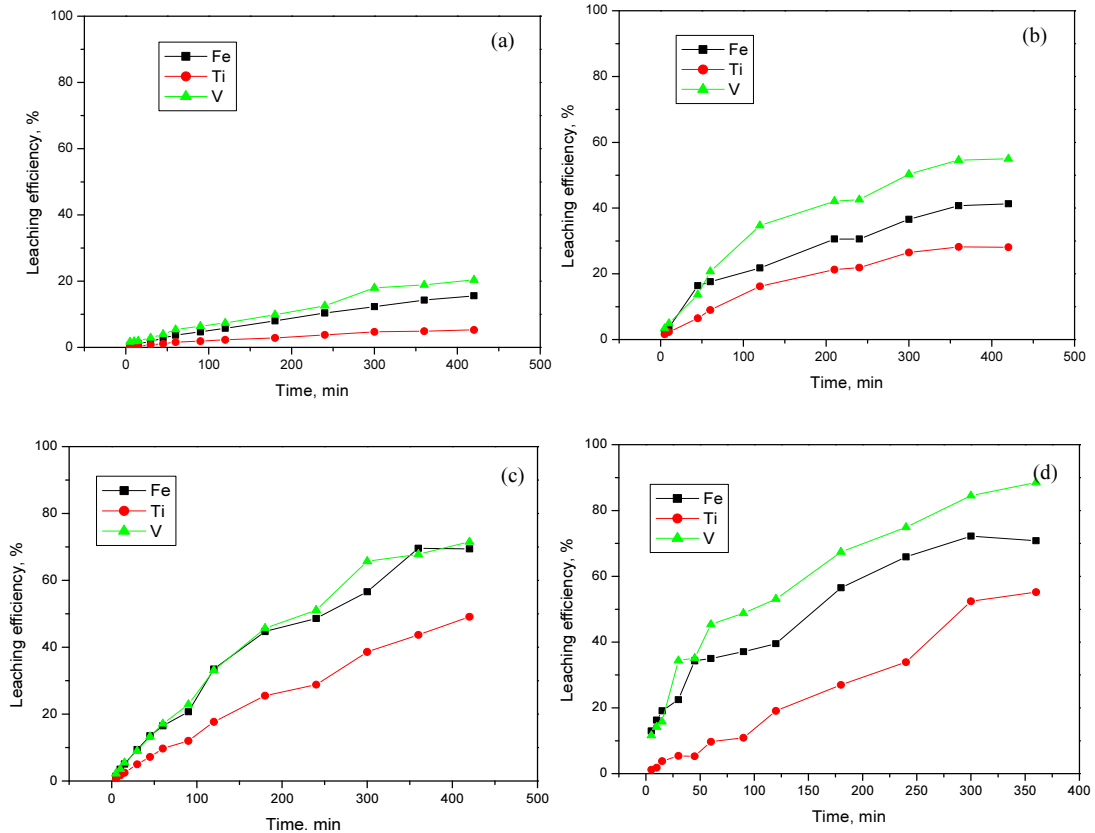 (a)
Fe
Ti
V
Leaching efficiency, %
100
80
60
40
20
0
0 100 200 300 400 500
Time, min
(b)
Fe
Ti
V
Leaching efficiency, %
100
80
60
40
20
0
0 100 200 300 400 500
Time, min
(c)
Fe
Ti
V
Leaching efficiency, %
100
80
60
40
20
0
0 100 200 300 400 500
Time, min
(d)
Fe
Ti
V
Leaching efficiency, %
100
80
60
40
20
0
0 50 100 150 200 250 300 350 400
Time, min